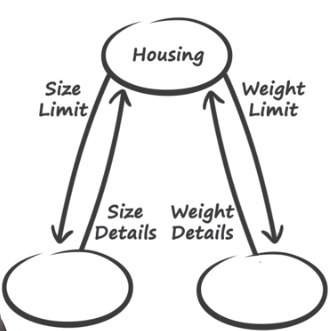 Housing
Size
Limit
Weight
Limit
Size
Details
Weight
Details